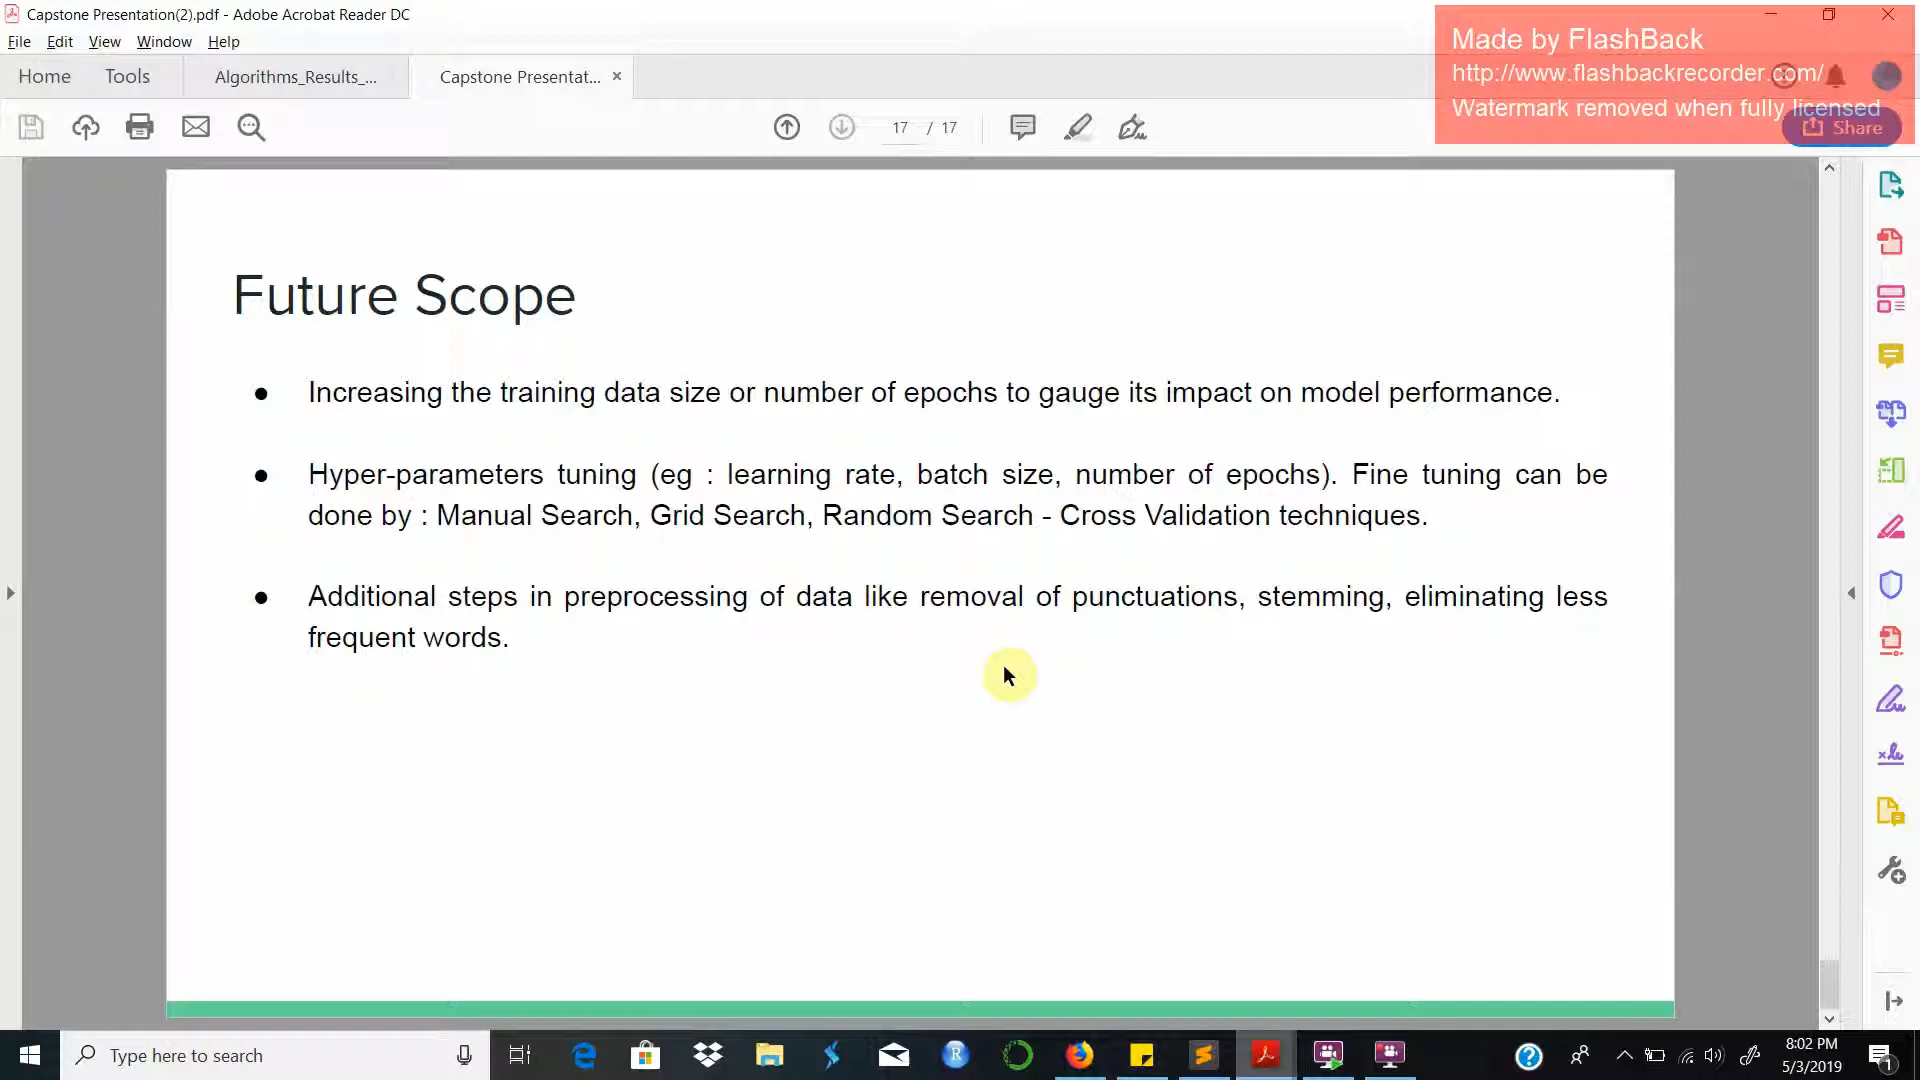 Capstone Presentation(2).pdf - Adobe Acrobat Reader DC
File Edit View Window Help
Made by FlashBack
http://www.flashbackrecorder.com/
Watermark removed when fully licensed
Home Tools Algorithms_Results_... Capstone Presentat... ×
17 / 17
Share
Future Scope
● Increasing the training data size or number of epochs to gauge its impact on model performance.
● Hyper-parameters tuning (eg : learning rate, batch size, number of epochs). Fine tuning can be
done by : Manual Search, Grid Search, Random Search - Cross Validation techniques.
● Additional steps in preprocessing of data like removal of punctuations, stemming, eliminating less
frequent words.
Type here to search
8:02 PM
5/3/2019
1